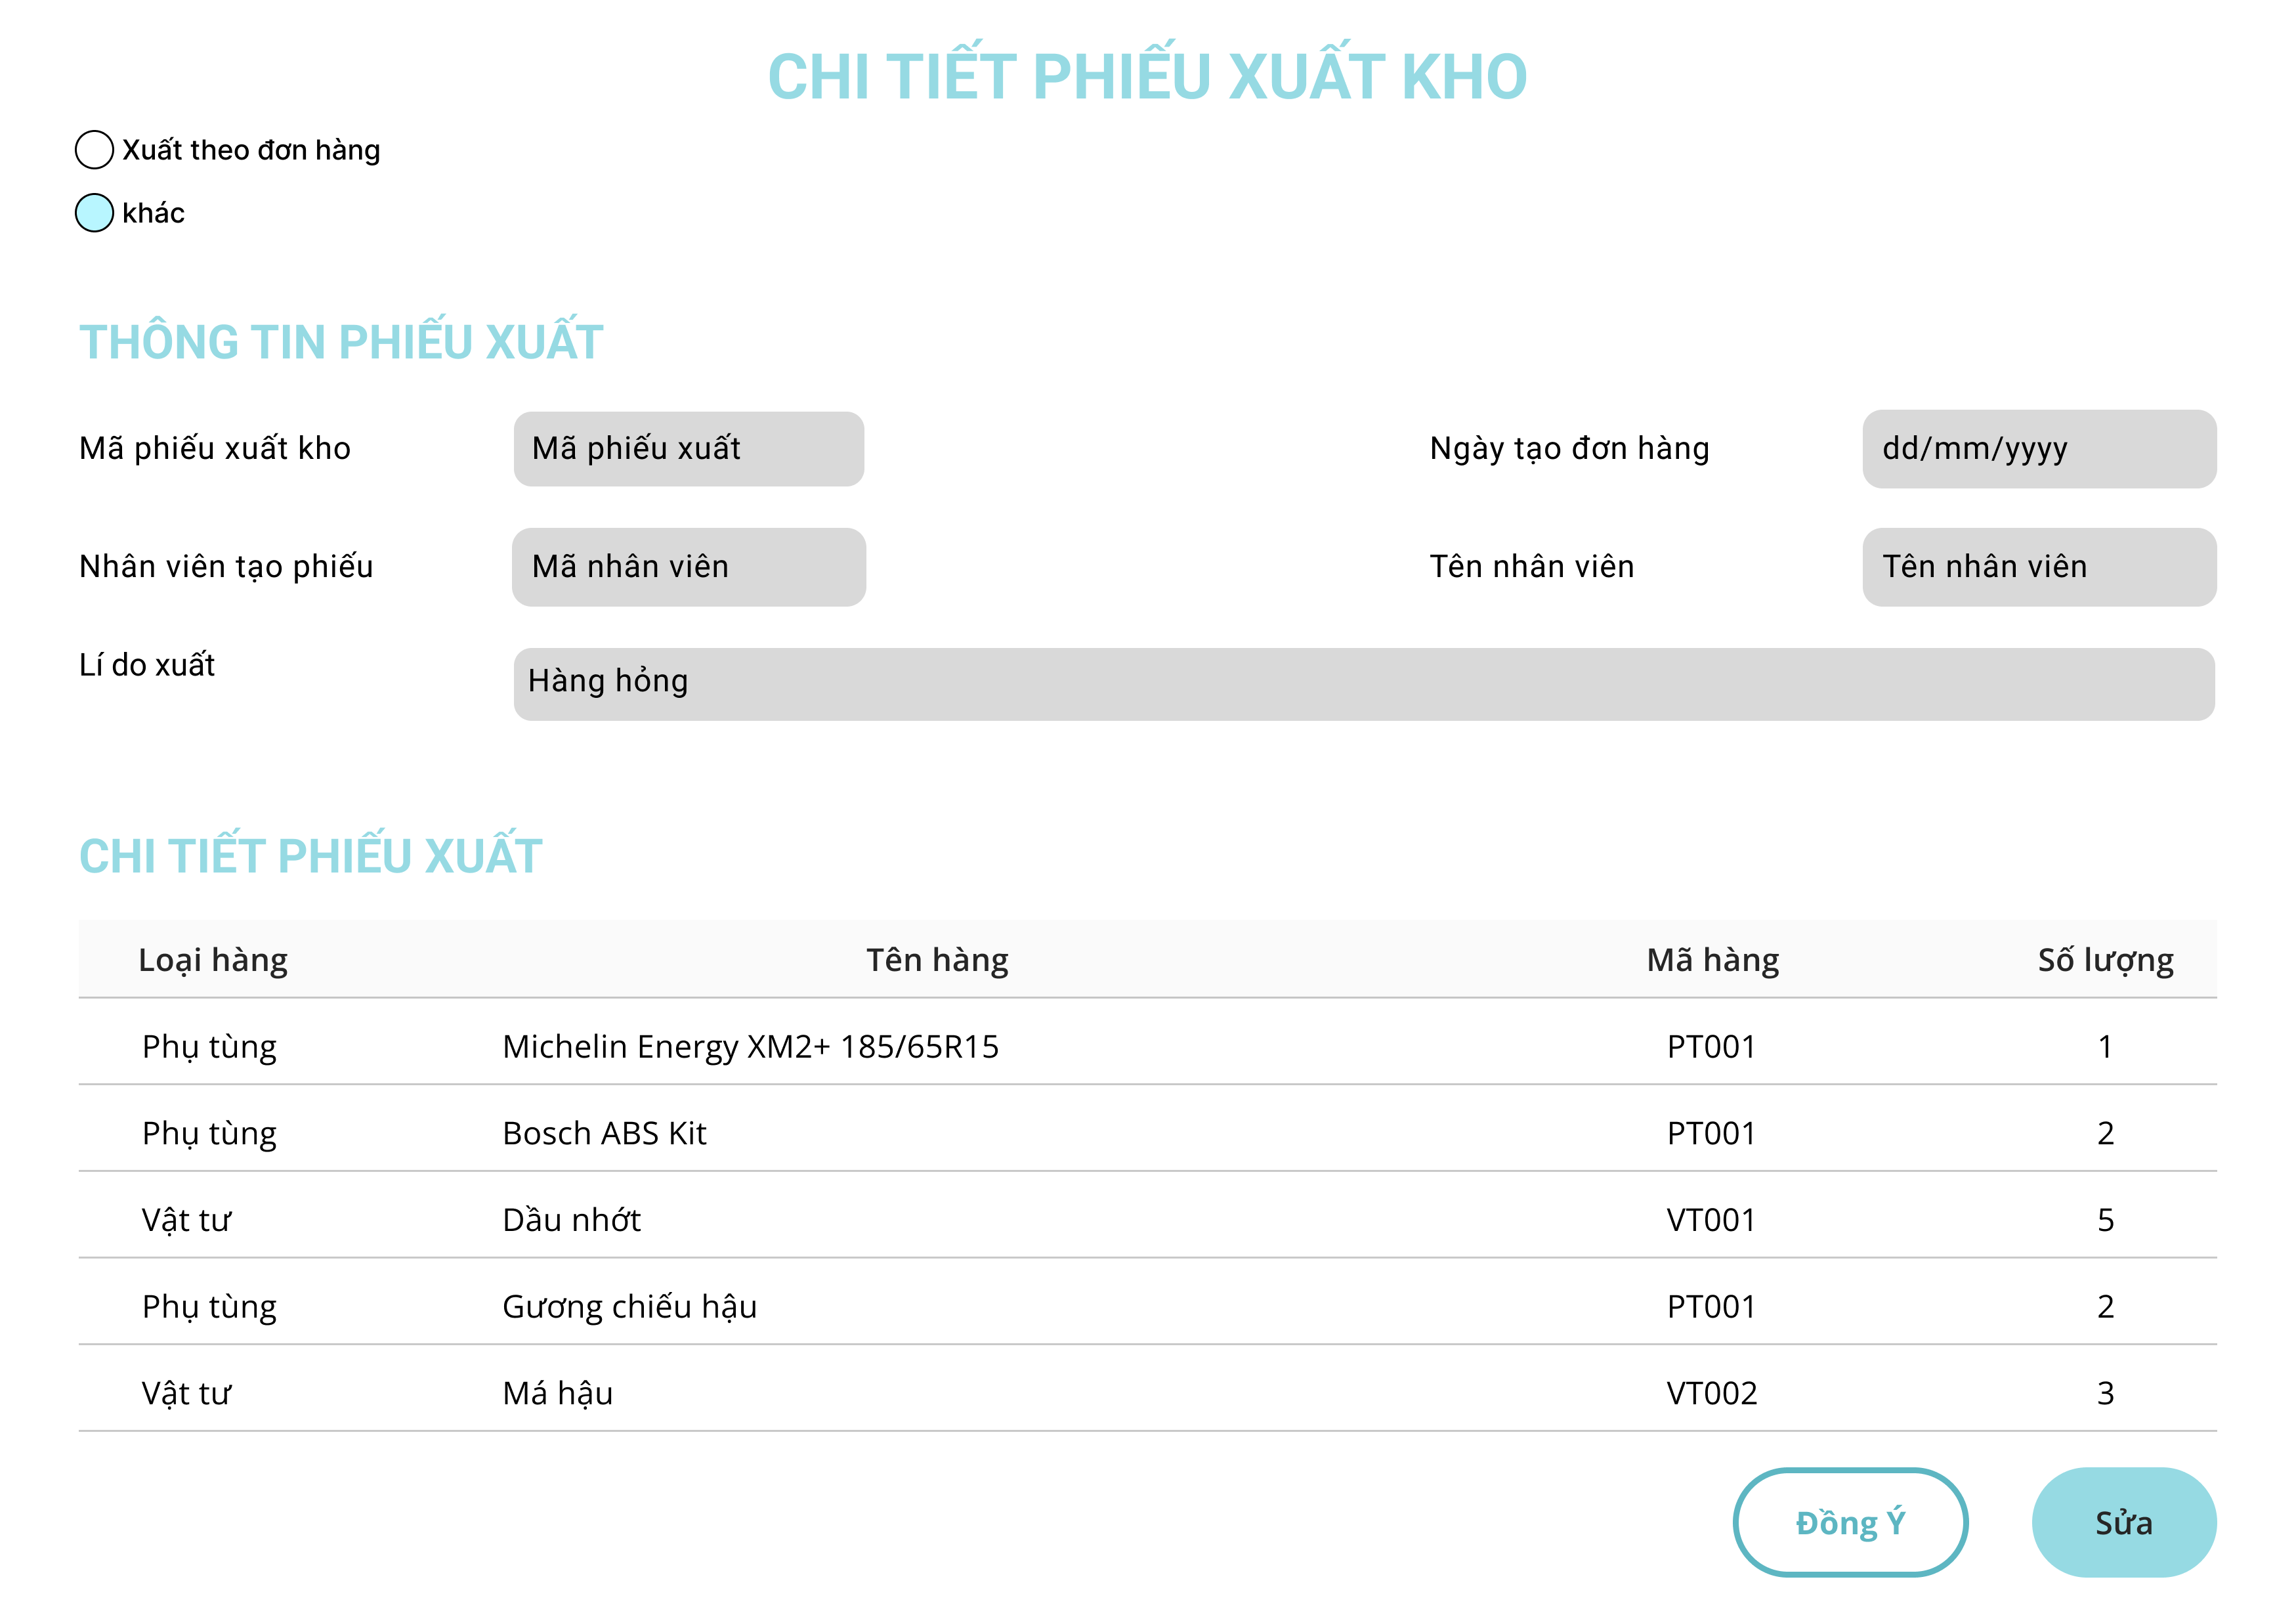 CHI TIẾT PHIẾU XUẤT KHO
Xuất theo đơn hàng
khác
THÔNG TIN PHIẾU XUẤT
Mã phiếu xuất kho Mã phiếu xuất Ngày tạo đơn hàng dd/mm/yyyy
Nhân viên tạo phiếu Mã nhân viên Tên nhân viên Tên nhân viên
Lí do xuất Hàng hỏng
CHI TIẾT PHIẾU XUẤT
Loại hàng Tên hàng Mã hàng Số lượng
Phụ tùng Michelin Energy XM2+ 185/65R15 PT001 1
Phụ tùng Bosch ABS Kit PT001 2
Vật tư Dầu nhớt VT001 5
Phụ tùng Gương chiếu hậu PT001 2
Vật tư Má hậu VT002 3
Đồng Ý Sửa